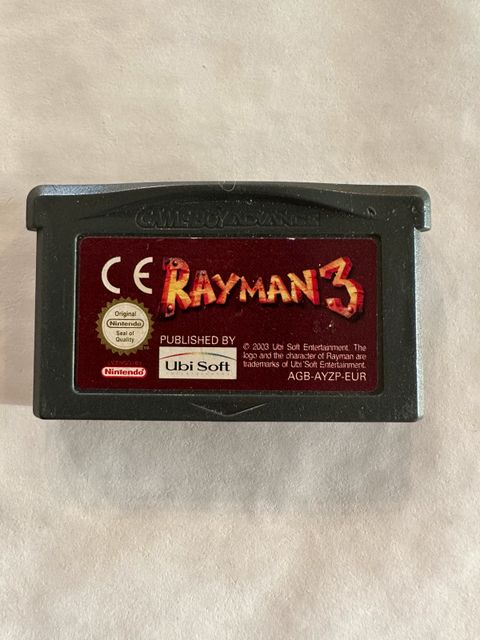 GAME BOY ADVANCE
CE
RAYMAN 3
Original
Nintendo
Seal of
Quality
PUBLISHED BY
Ubi Soft
© 2003 Ubi Soft Entertainment. The
logo and the character of Rayman are
trademarks of Ubi Soft Entertainment.
Nintendo
AGB-AYZP-EUR